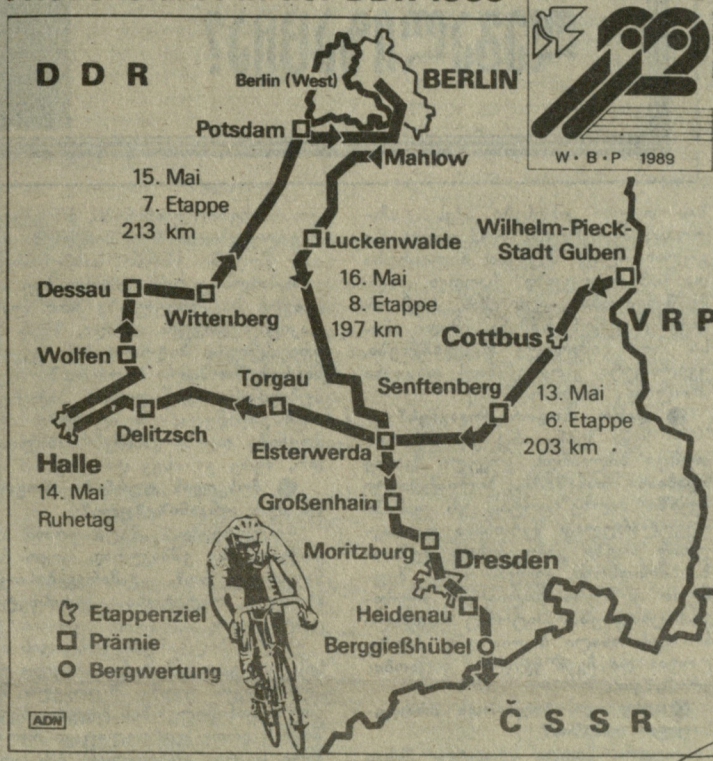 DDR 1989
D D R
Berlin (West)
BERLIN
W • B • P 1989
Potsdam
Mahlow
15. Mai
7. Etappe
213 km
Luckenwalde
Wilhelm-Pieck-
Stadt Guben
16. Mai
8. Etappe
197 km
Dessau
Wittenberg
Cottbus
V R P
Wolfen
Torgau
Senftenberg
13. Mai
6. Etappe
203 km
Delitzsch
Elsterwerda
Halle
14. Mai
Ruhetag
Großenhain
Moritzburg
Dresden
Etappenziel
Heidenau
Prämie
Berggießhübel
Bergwertung
ADN
Č S S R